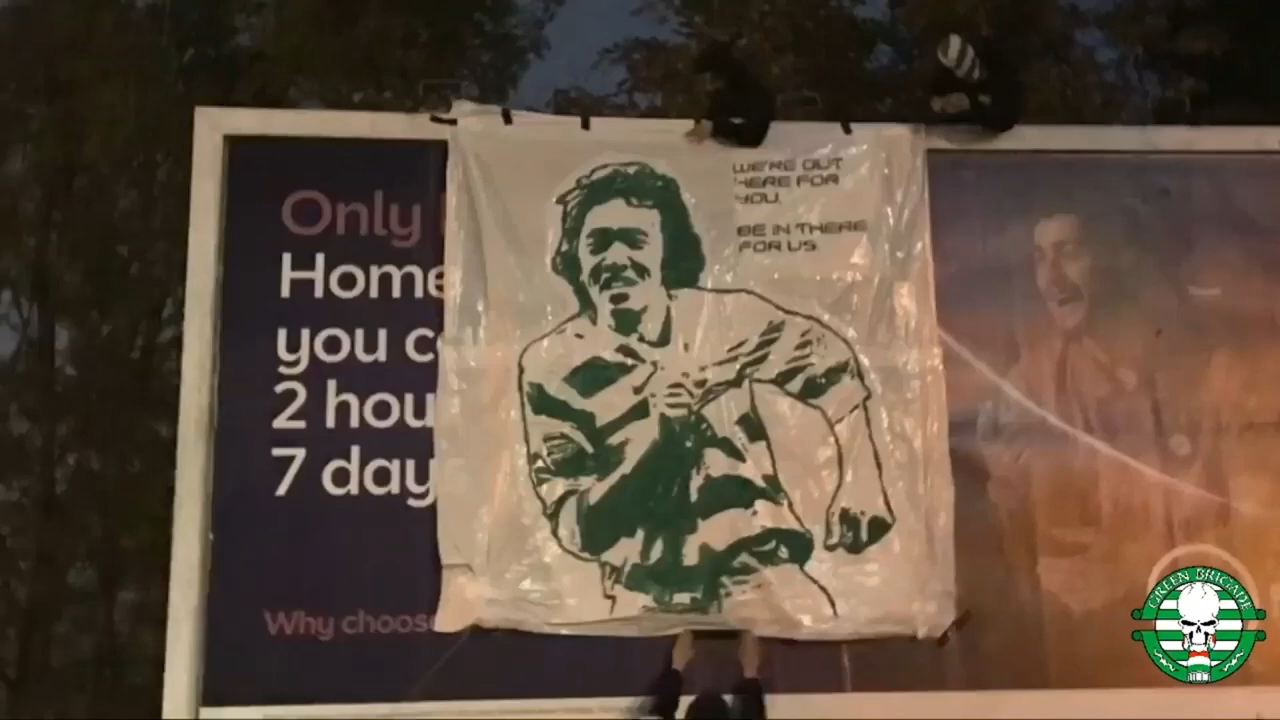 Only
Home
you c
2 hou
7 day
Why choose
WE'RE OUT
HERE FOR
YOU.
BE IN THERE
FOR US
GREEN BRIGADE